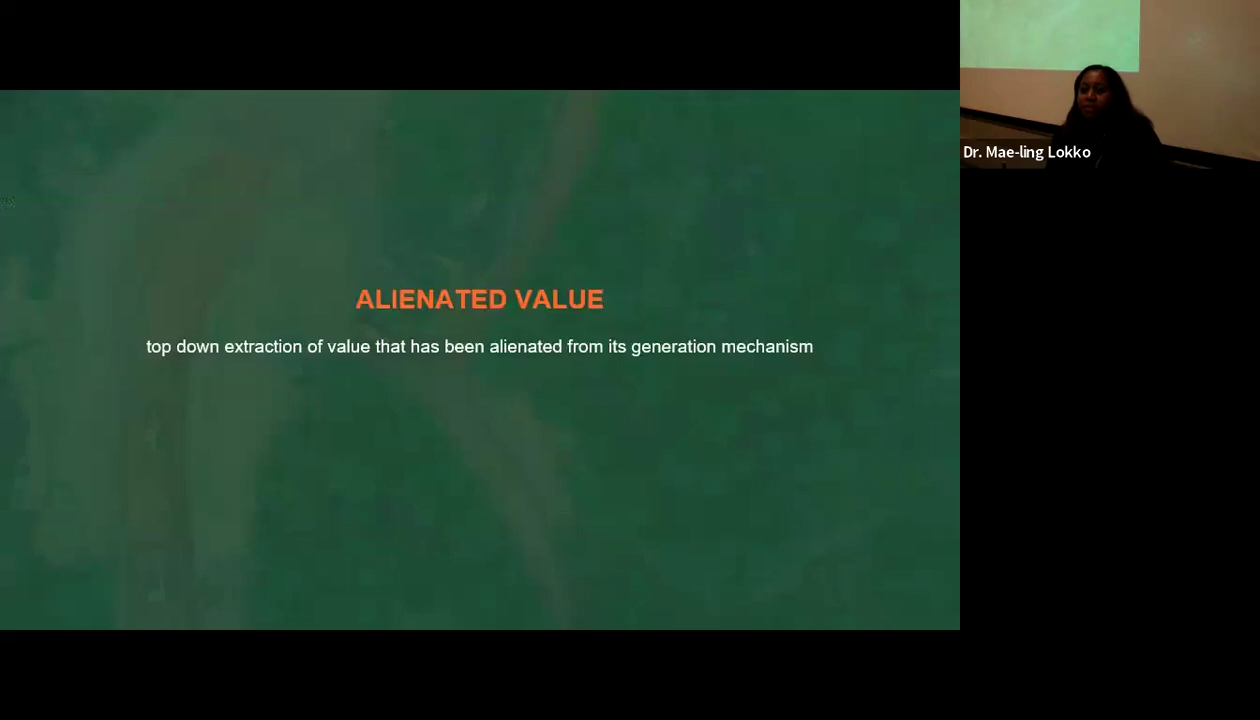 ALIENATED VALUE
top down extraction of value that has been alienated from its generation mechanism
Dr. Mae-ling Lokko